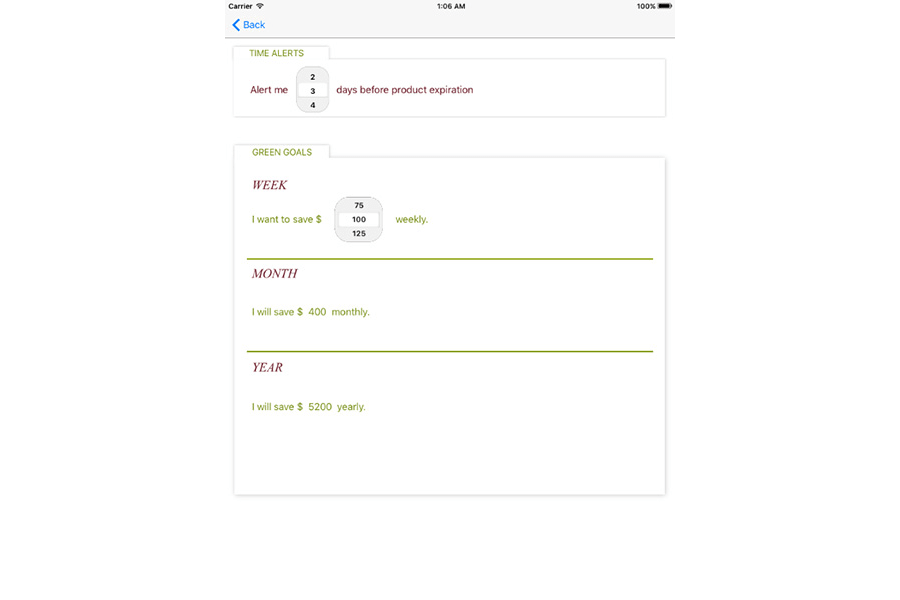 Carrier 1:06 AM 100%
Back
TIME ALERTS
2
Alert me 3 days before product expiration
4
GREEN GOALS
WEEK
75
I want to save $ 100 weekly.
125
MONTH
I will save $ 400 monthly.
YEAR
I will save $ 5200 yearly.